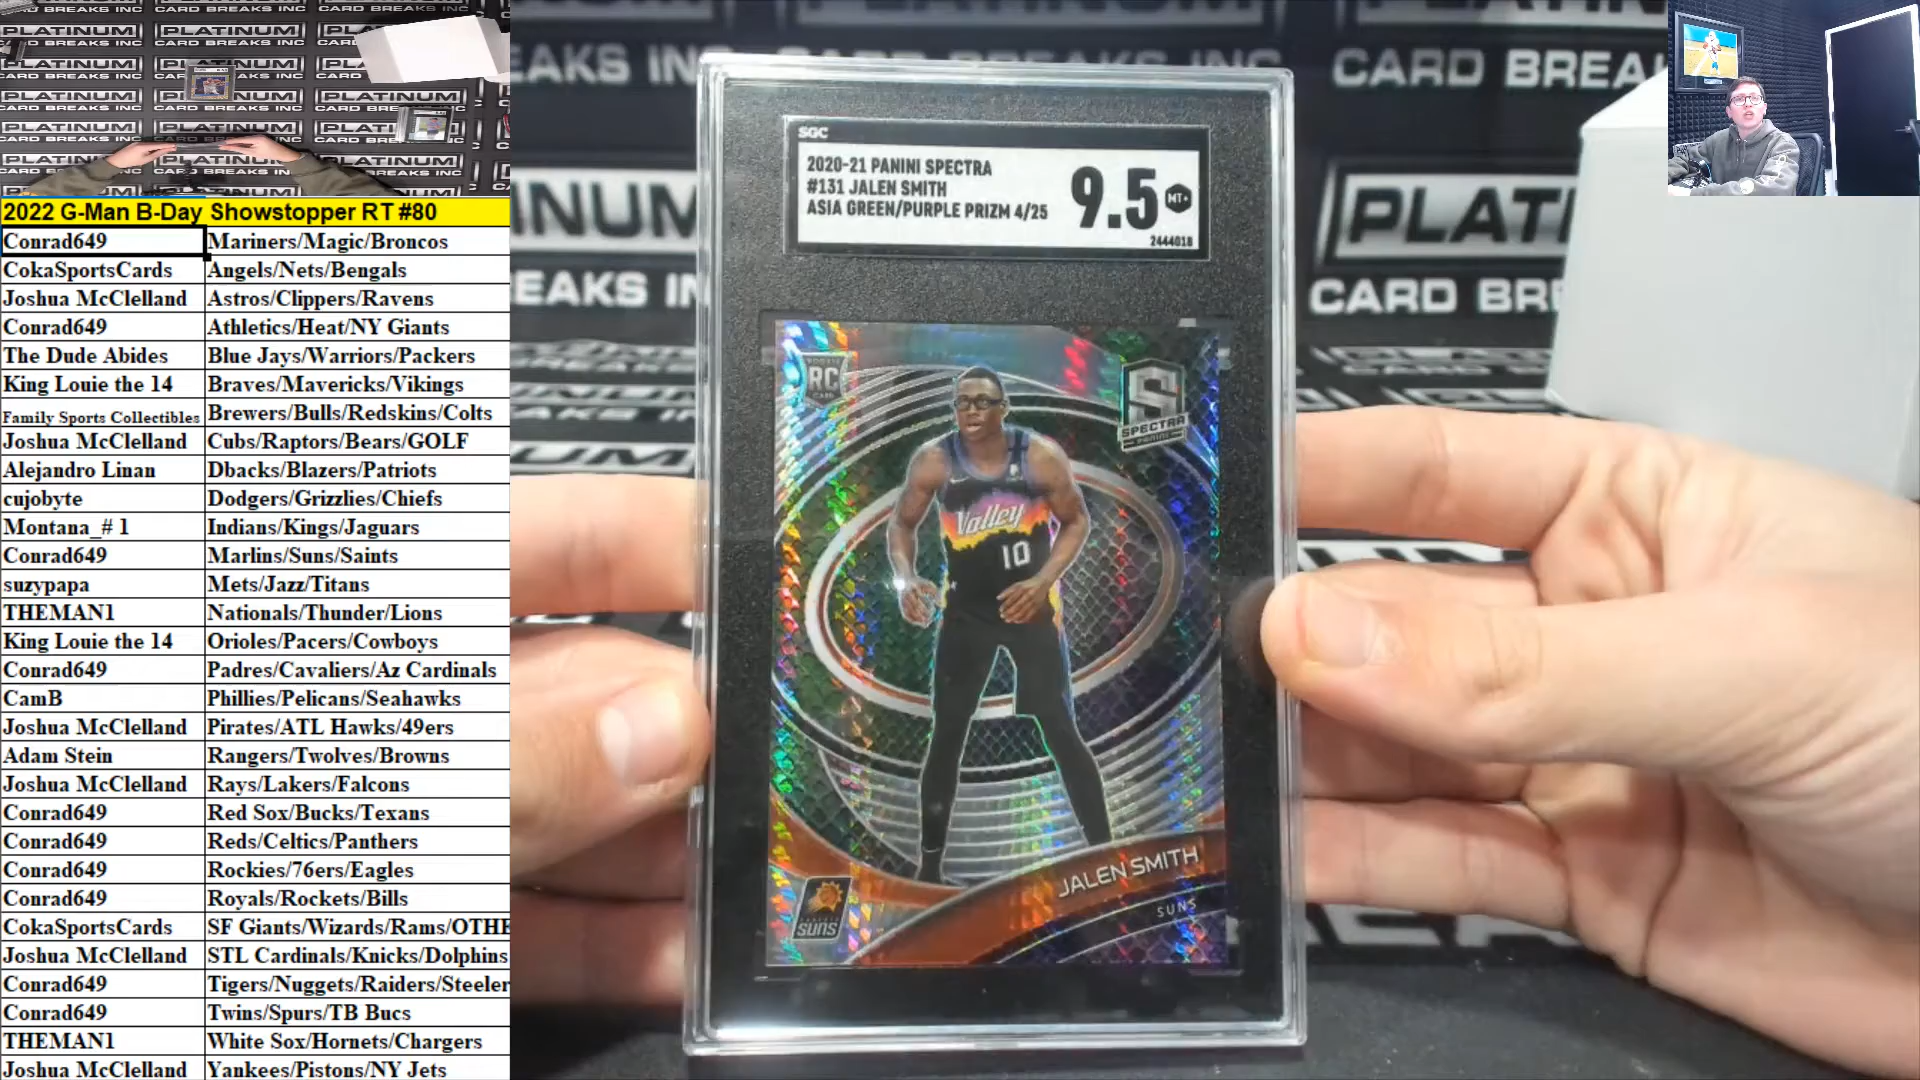 2022 G-Man B-Day Showstopper RT #80
Conrad649 Mariners/Magic/Broncos
CokaSportsCards Angels/Nets/Bengals
Joshua McClelland Astros/Clippers/Ravens
Conrad649 Athletics/Heat/NY Giants
The Dude Abides Blue Jays/Warriors/Packers
King Louie the 14 Braves/Mavericks/Vikings
Family Sports Collectibles Brewers/Bulls/Redskins/Colts
Joshua McClelland Cubs/Raptors/Bears/GOLF
Alejandro Linan Dbacks/Blazers/Patriots
cujobyte Dodgers/Grizzlies/Chiefs
Montana_# 1 Indians/Kings/Jaguars
Conrad649 Marlins/Suns/Saints
suzypapa Mets/Jazz/Titans
THEMAN1 Nationals/Thunder/Lions
King Louie the 14 Orioles/Pacers/Cowboys
Conrad649 Padres/Cavaliers/Az Cardinals
CamB Phillies/Pelicans/Seahawks
Joshua McClelland Pirates/ATL Hawks/49ers
Adam Stein Rangers/Twolves/Browns
Joshua McClelland Rays/Lakers/Falcons
Conrad649 Red Sox/Bucks/Texans
Conrad649 Reds/Celtics/Panthers
Conrad649 Rockies/76ers/Eagles
Conrad649 Royals/Rockets/Bills
CokaSportsCards SF Giants/Wizards/Rams/OTHE
Joshua McClelland STL Cardinals/Knicks/Dolphins
Conrad649 Tigers/Nuggets/Raiders/Steeler
Conrad649 Twins/Spurs/TB Bucs
THEMAN1 White Sox/Hornets/Chargers
Joshua McClelland Yankees/Pistons/NY Jets
SGC
2020-21 PANINI SPECTRA
#131 JALEN SMITH
ASIA GREEN/PURPLE PRIZM 4/25
9.5 MT+
2444018
RC
S
SPECTRA
PANINI
Valley
10
JALEN SMITH
SUNS
SUNS
PLATINUM
CARD BREAKS INC